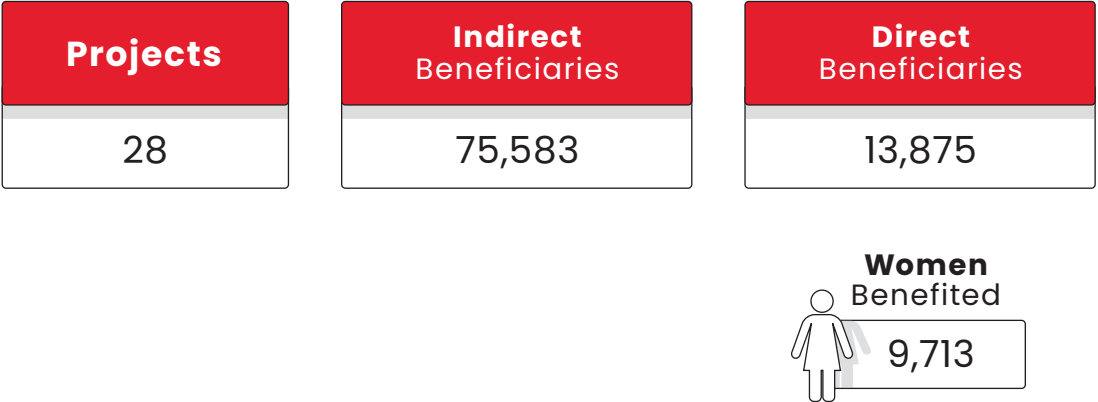 Projects
28
Indirect
Beneficiaries
75,583
Direct
Beneficiaries
13,875
Women
Benefited
9,713